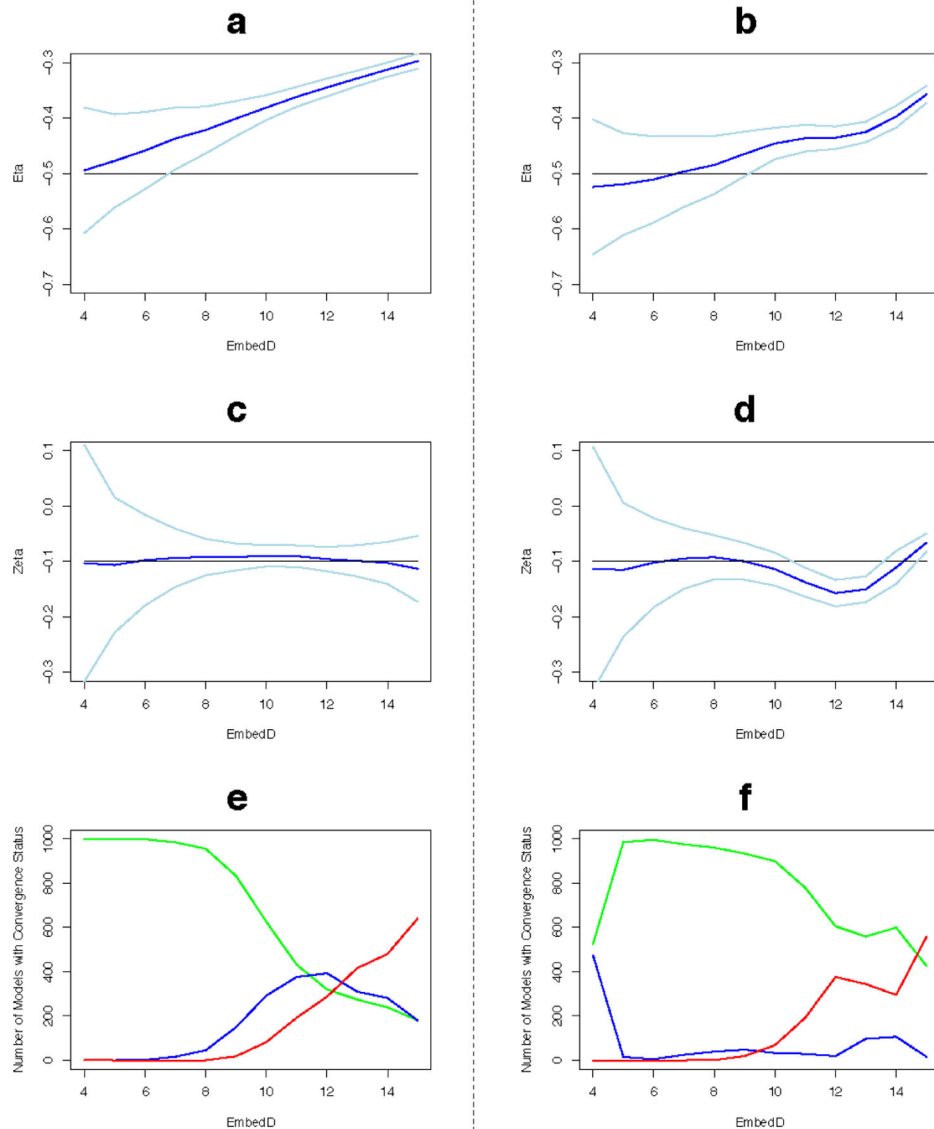 a
-0.3
-0.4
-0.5
-0.6
-0.7
Eta
4 6 8 10 12 14
EmbedD
b
-0.3
-0.4
-0.5
-0.6
-0.7
Eta
4 6 8 10 12 14
EmbedD
c
0.1
0.0
-0.1
-0.2
-0.3
Zeta
4 6 8 10 12 14
EmbedD
d
0.1
0.0
-0.1
-0.2
-0.3
Zeta
4 6 8 10 12 14
EmbedD
e
1000
800
600
400
200
0
Number of Models with Convergence Status
4 6 8 10 12 14
EmbedD
f
1000
800
600
400
200
0
Number of Models with Convergence Status
4 6 8 10 12 14
EmbedD